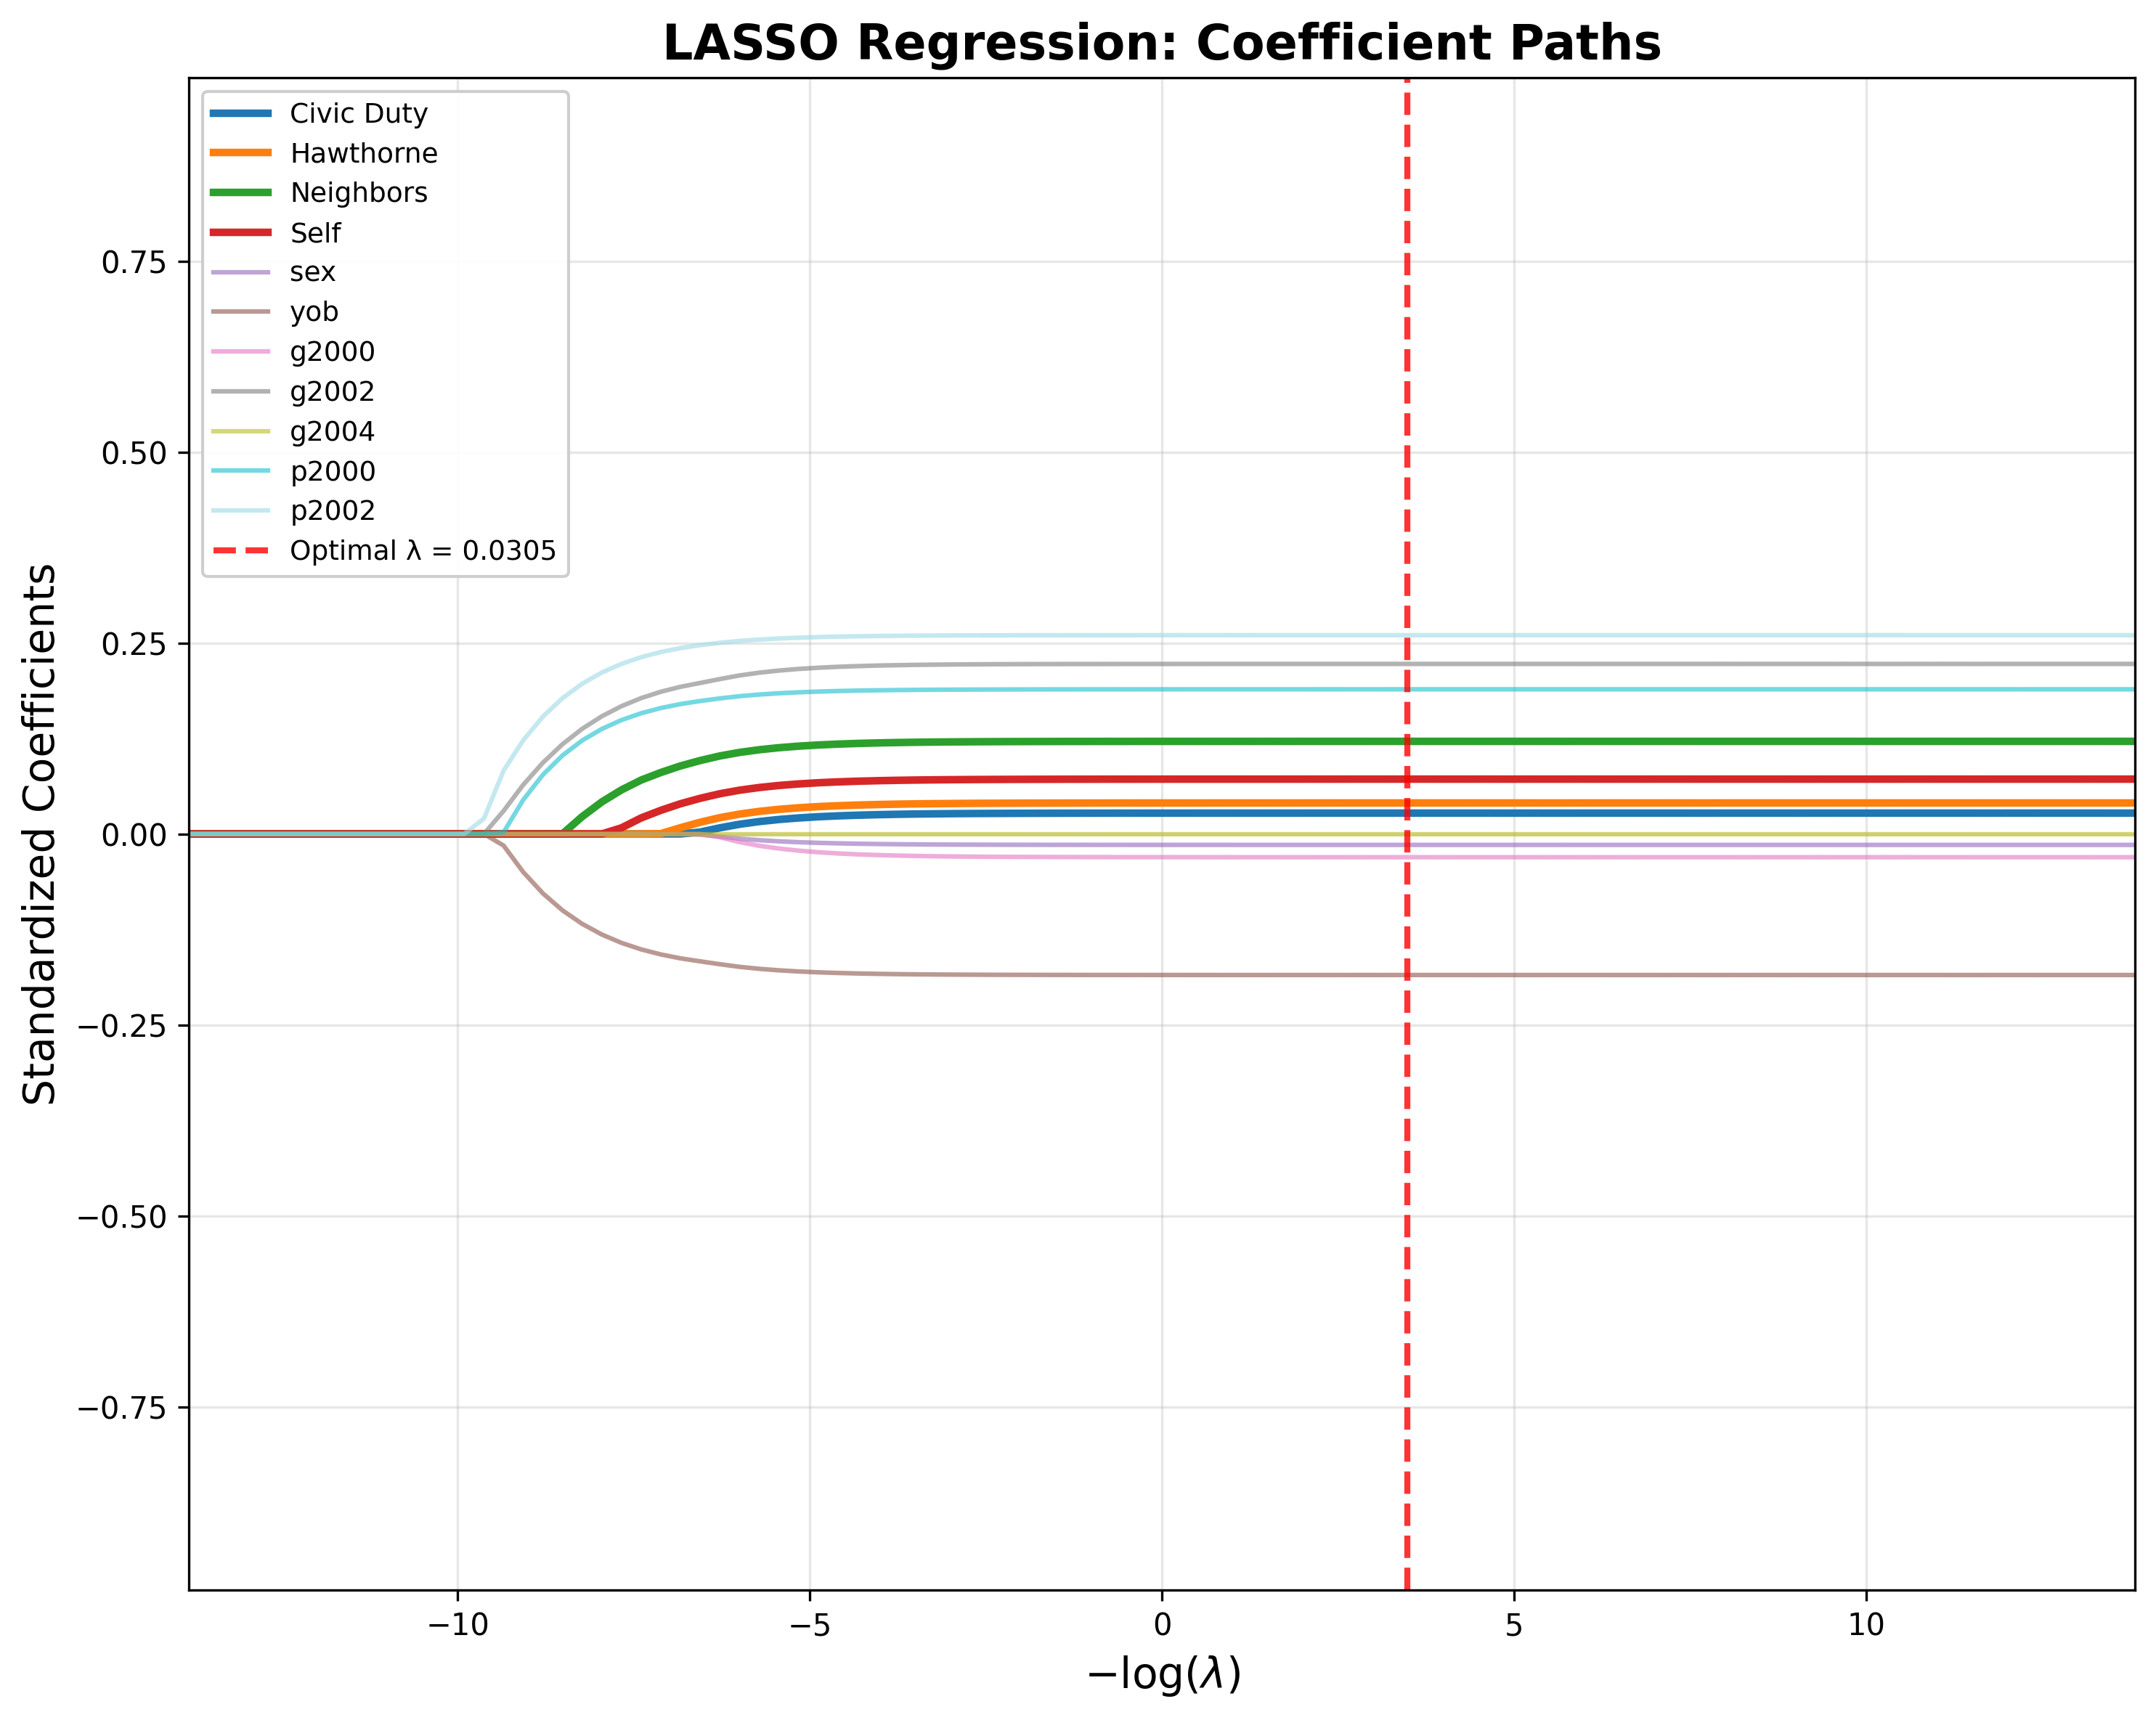 LASSO Regression: Coefficient Paths
Civic Duty
Hawthorne
Neighbors
Self
sex
yob
g2000
g2002
g2004
p2000
p2002
Optimal λ = 0.0305
Standardized Coefficients
0.75
0.50
0.25
0.00
−0.25
−0.50
−0.75
−10
−5
0
5
10
−log(λ)